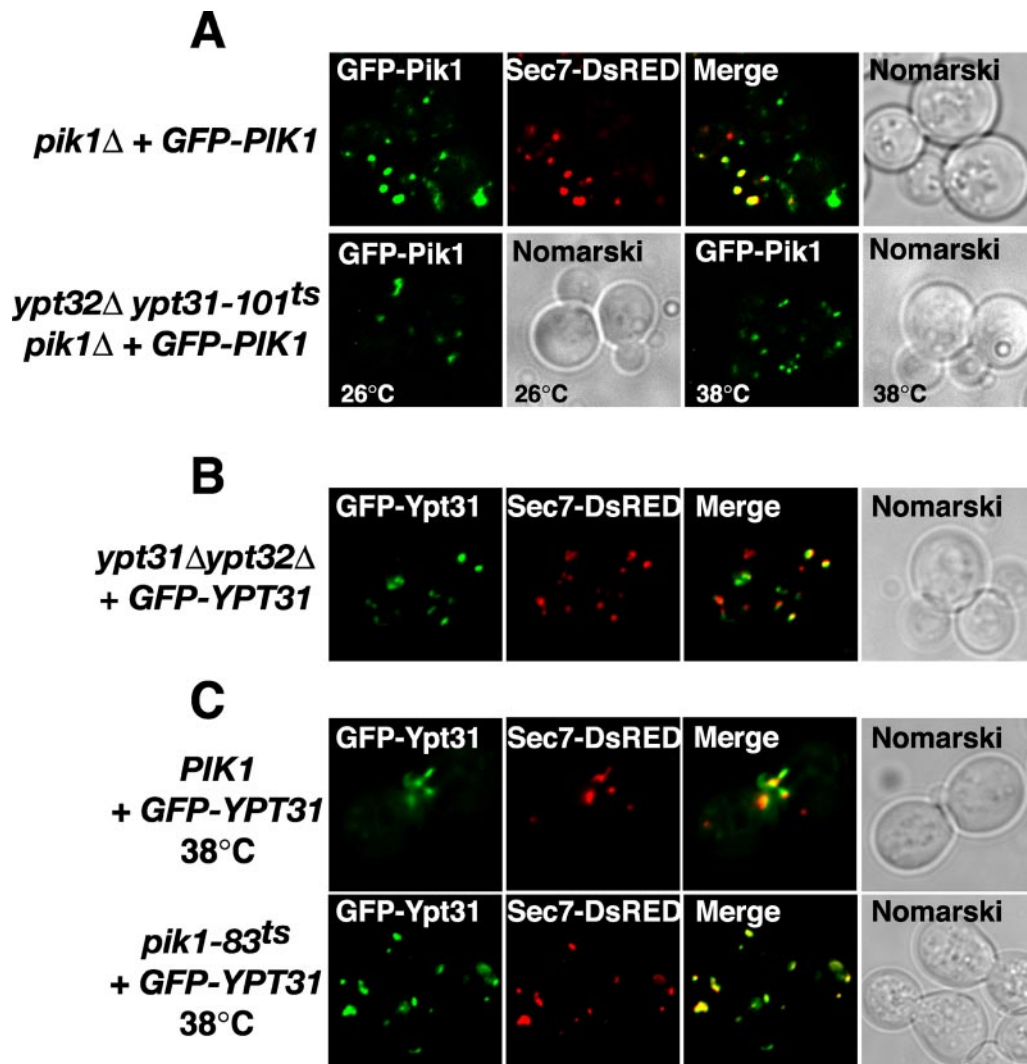 A
pik1Δ + GFP-PIK1
GFP-Pik1 Sec7-DsRED Merge Nomarski
ypt32Δ ypt31-101ts
pik1Δ + GFP-PIK1
GFP-Pik1 Nomarski GFP-Pik1 Nomarski
26°C 26°C 38°C 38°C
B
ypt31Δypt32Δ
+ GFP-YPT31
GFP-Ypt31 Sec7-DsRED Merge Nomarski
C
PIK1
+ GFP-YPT31
38°C
GFP-Ypt31 Sec7-DsRED Merge Nomarski
pik1-83ts
+ GFP-YPT31
38°C
GFP-Ypt31 Sec7-DsRED Merge Nomarski